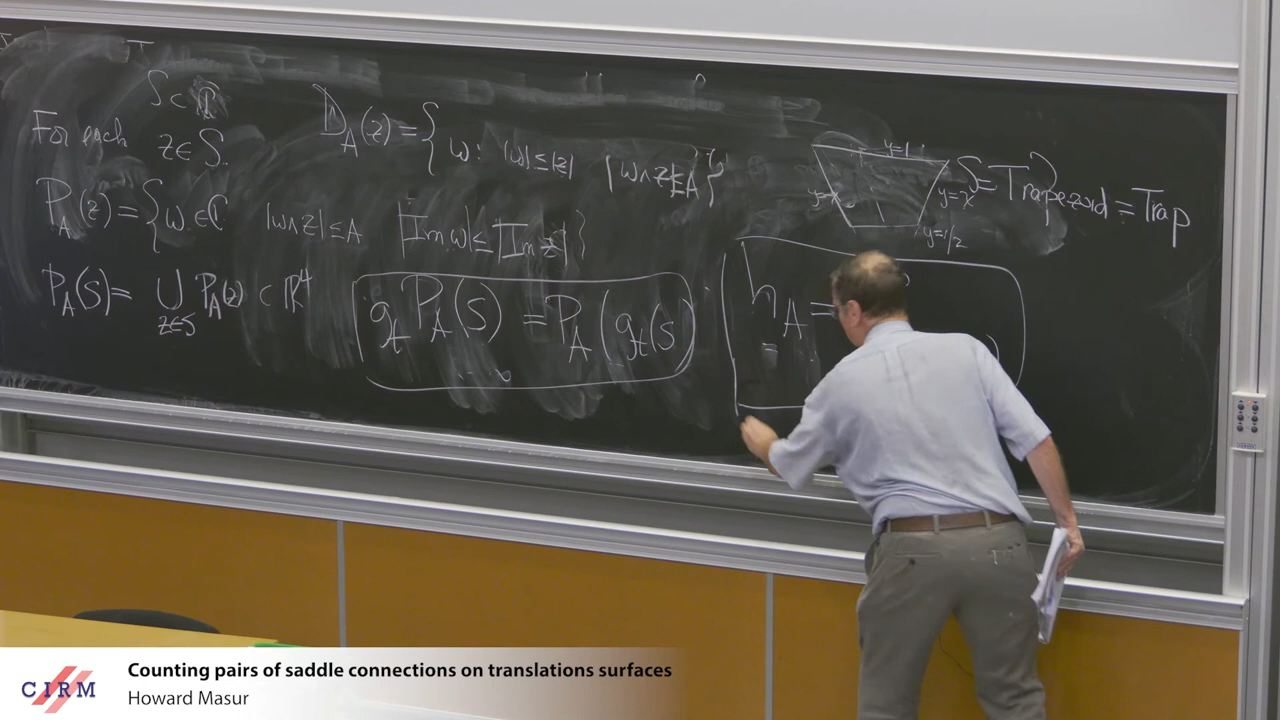 S ⊂ ℂ
For each z ∈ S.
D_A(z) = { w : |w| ≤ |z| |w∧z| ≤ A }
P_A(z) = { w ∈ ℂ |w∧z| ≤ A |Im w| ≤ |Im z| }
P_A(S) = ∪_{z∈S} P_A(z) ⊂ ℝ⁴
g_t P_A(S) = P_A(g_t(S)
y=1
y=x
y=1/2
S = Trapezoid = Trap
h_A =
=
CIRM
Counting pairs of saddle connections on translations surfaces
Howard Masur